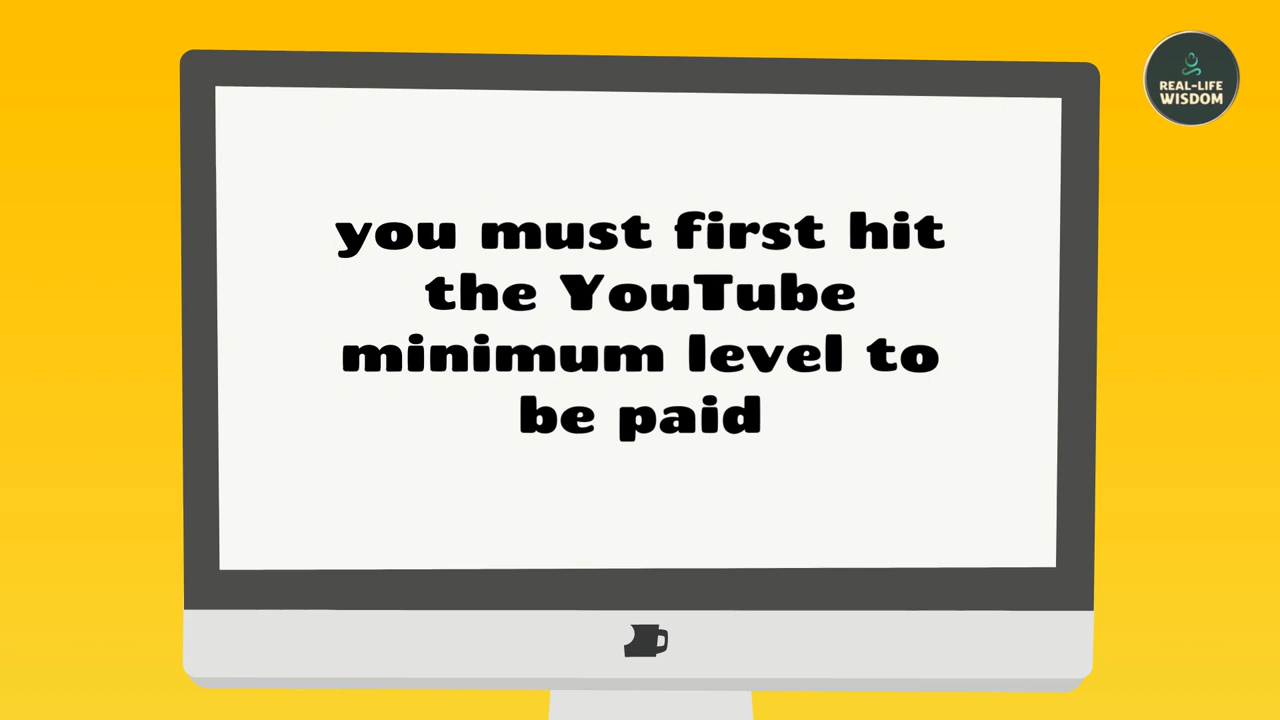 REAL-LIFE
WISDOM
you must first hit
the YouTube
minimum level to
be paid